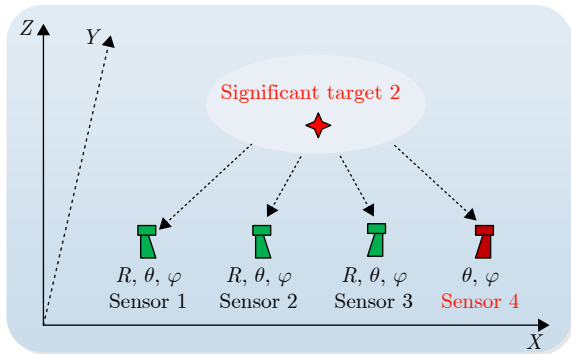 Z
Y
Significant target 2
R, θ, φ
Sensor 1
R, θ, φ
Sensor 2
R, θ, φ
Sensor 3
θ, φ
Sensor 4
X